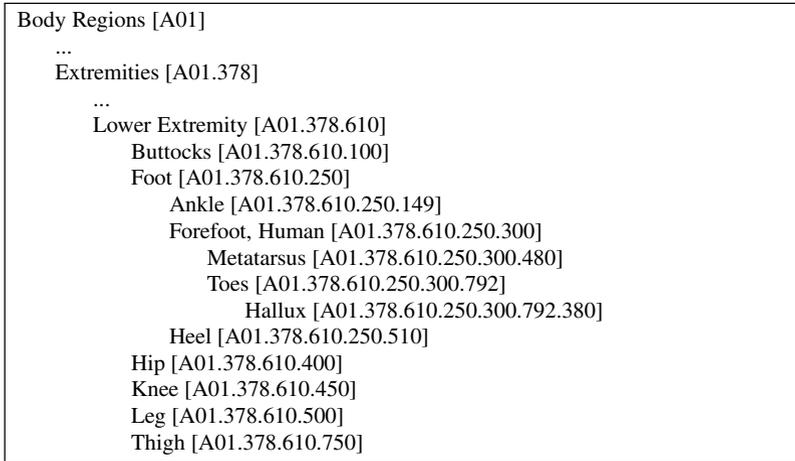 Body Regions [A01]
...
Extremities [A01.378]
...
Lower Extremity [A01.378.610]
Buttocks [A01.378.610.100]
Foot [A01.378.610.250]
Ankle [A01.378.610.250.149]
Forefoot, Human [A01.378.610.250.300]
Metatarsus [A01.378.610.250.300.480]
Toes [A01.378.610.250.300.792]
Hallux [A01.378.610.250.300.792.380]
Heel [A01.378.610.250.510]
Hip [A01.378.610.400]
Knee [A01.378.610.450]
Leg [A01.378.610.500]
Thigh [A01.378.610.750]